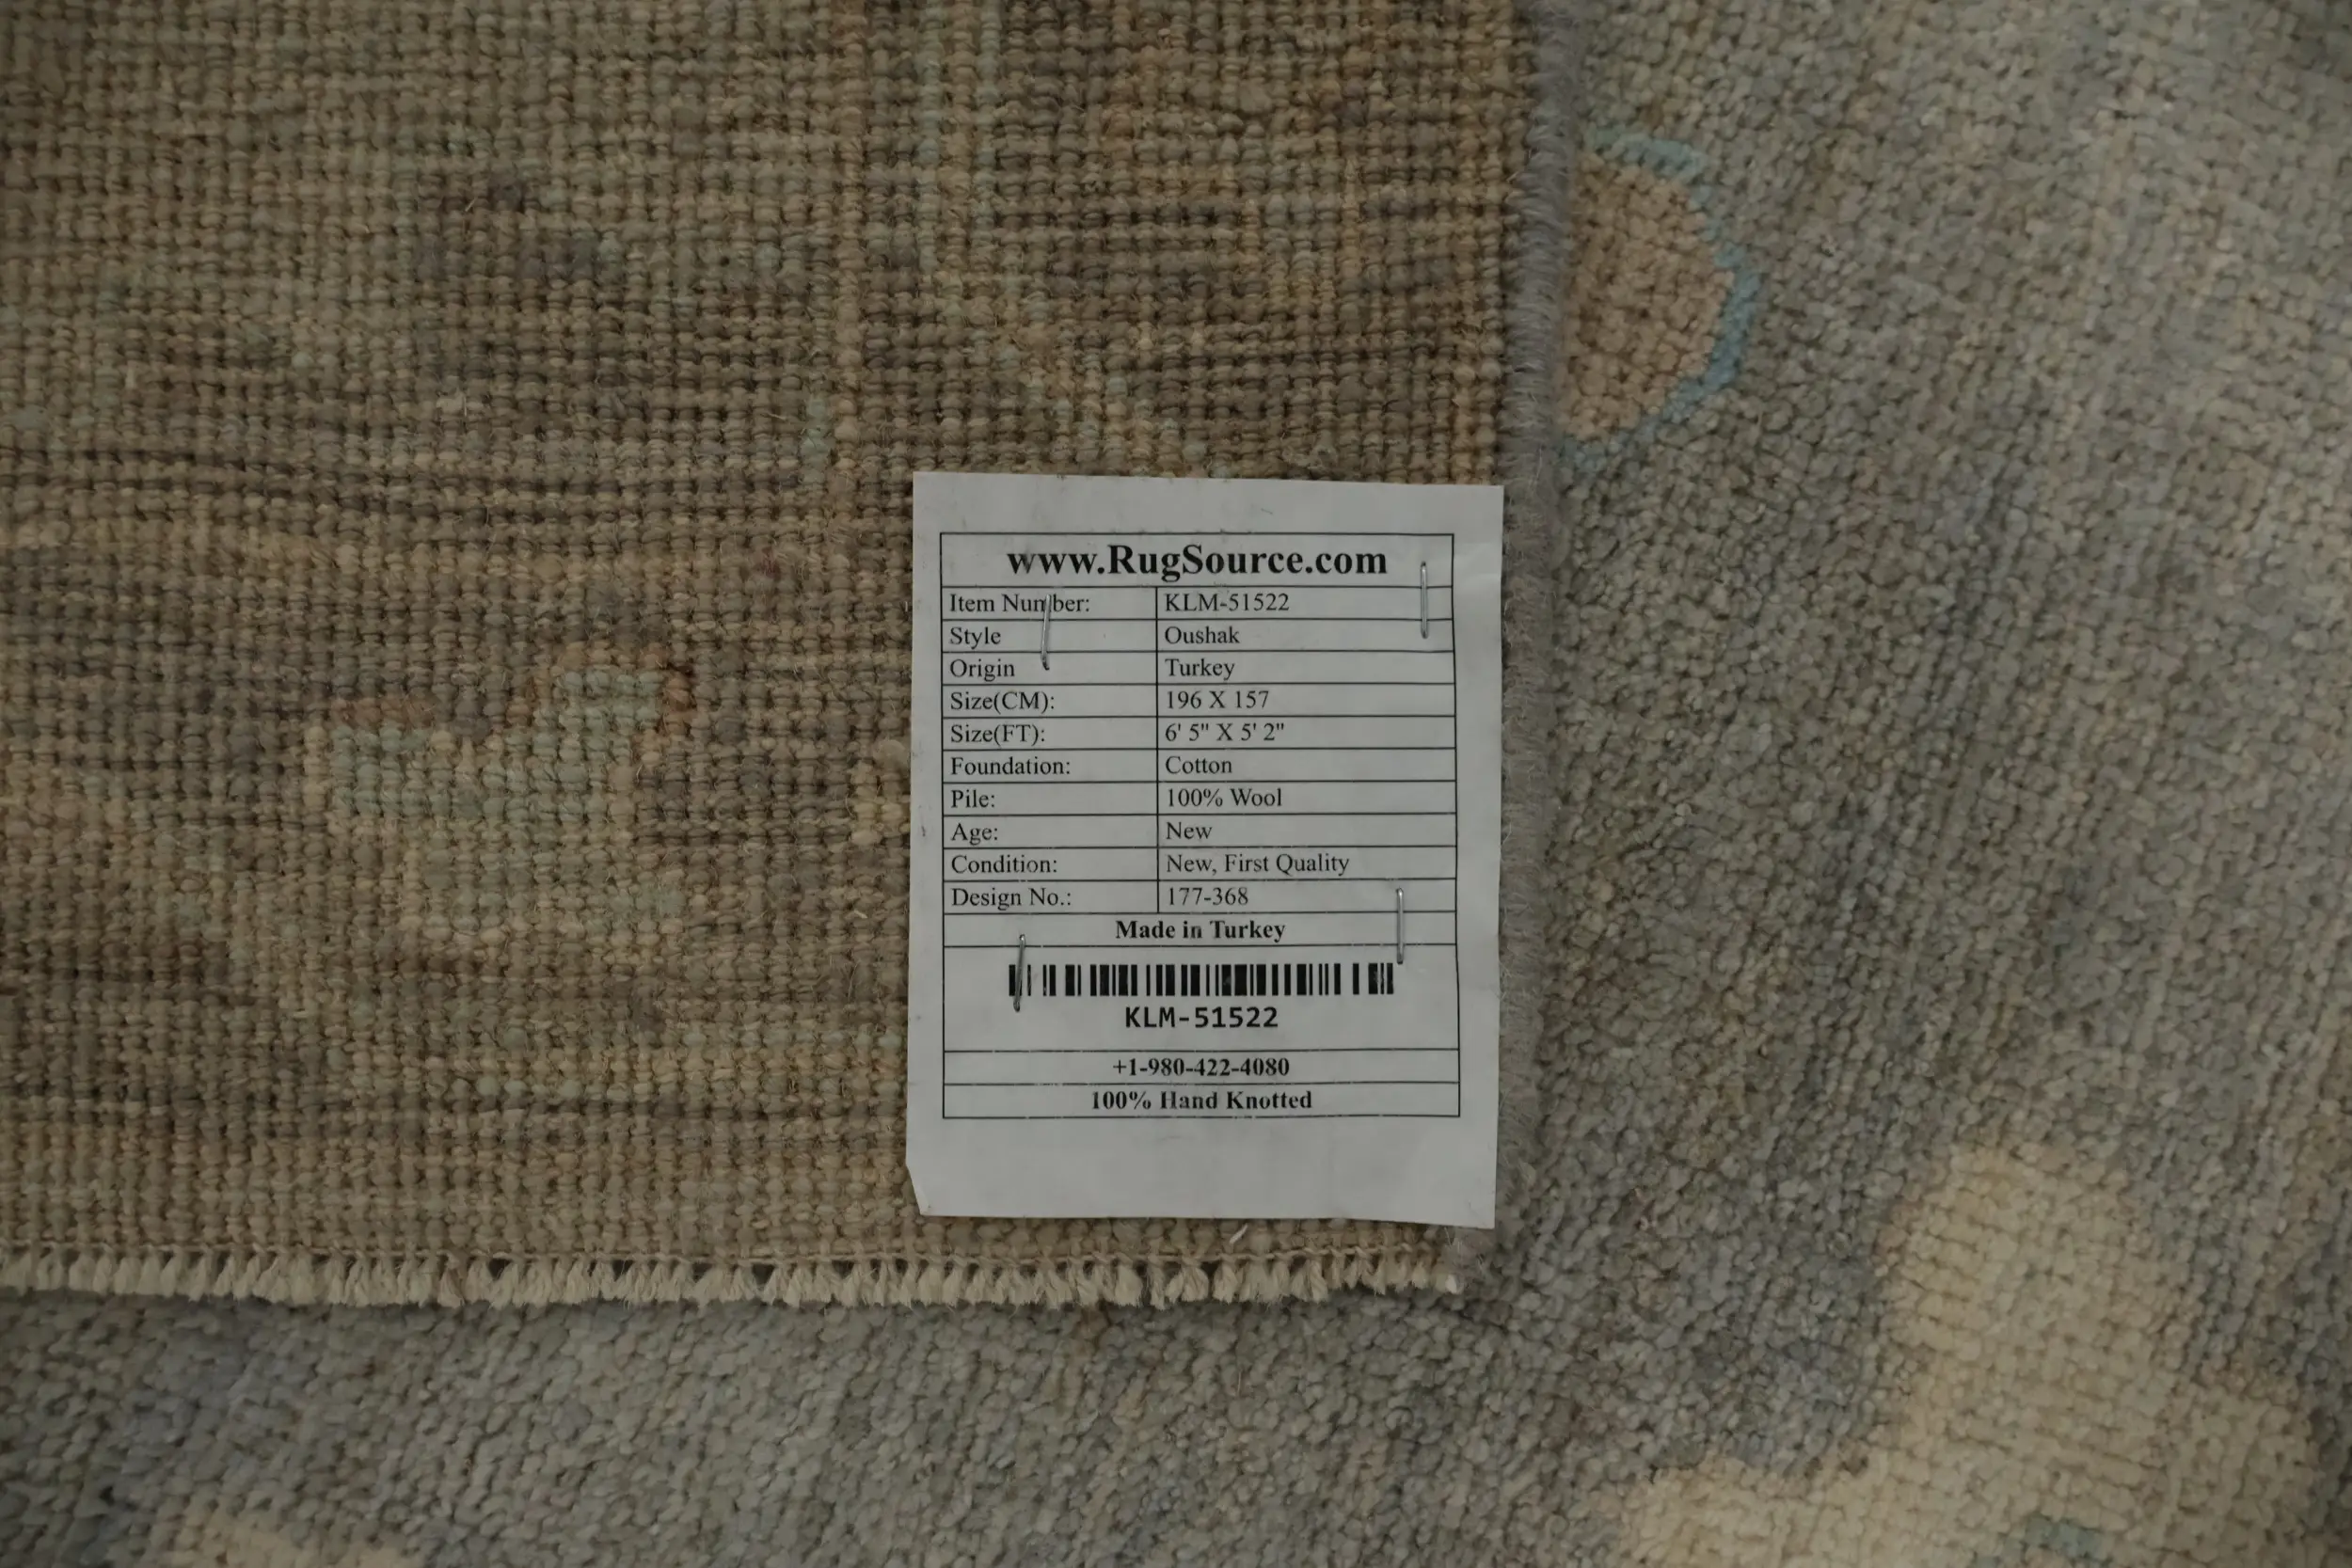 www.RugSource.com
Item Number: KLM-51522
Style Oushak
Origin Turkey
Size(CM): 196 X 157
Size(FT): 6' 5" X 5' 2"
Foundation: Cotton
Pile: 100% Wool
Age: New
Condition: New, First Quality
Design No.: 177-368
Made in Turkey
KLM-51522
+1-980-422-4080
100% Hand Knotted